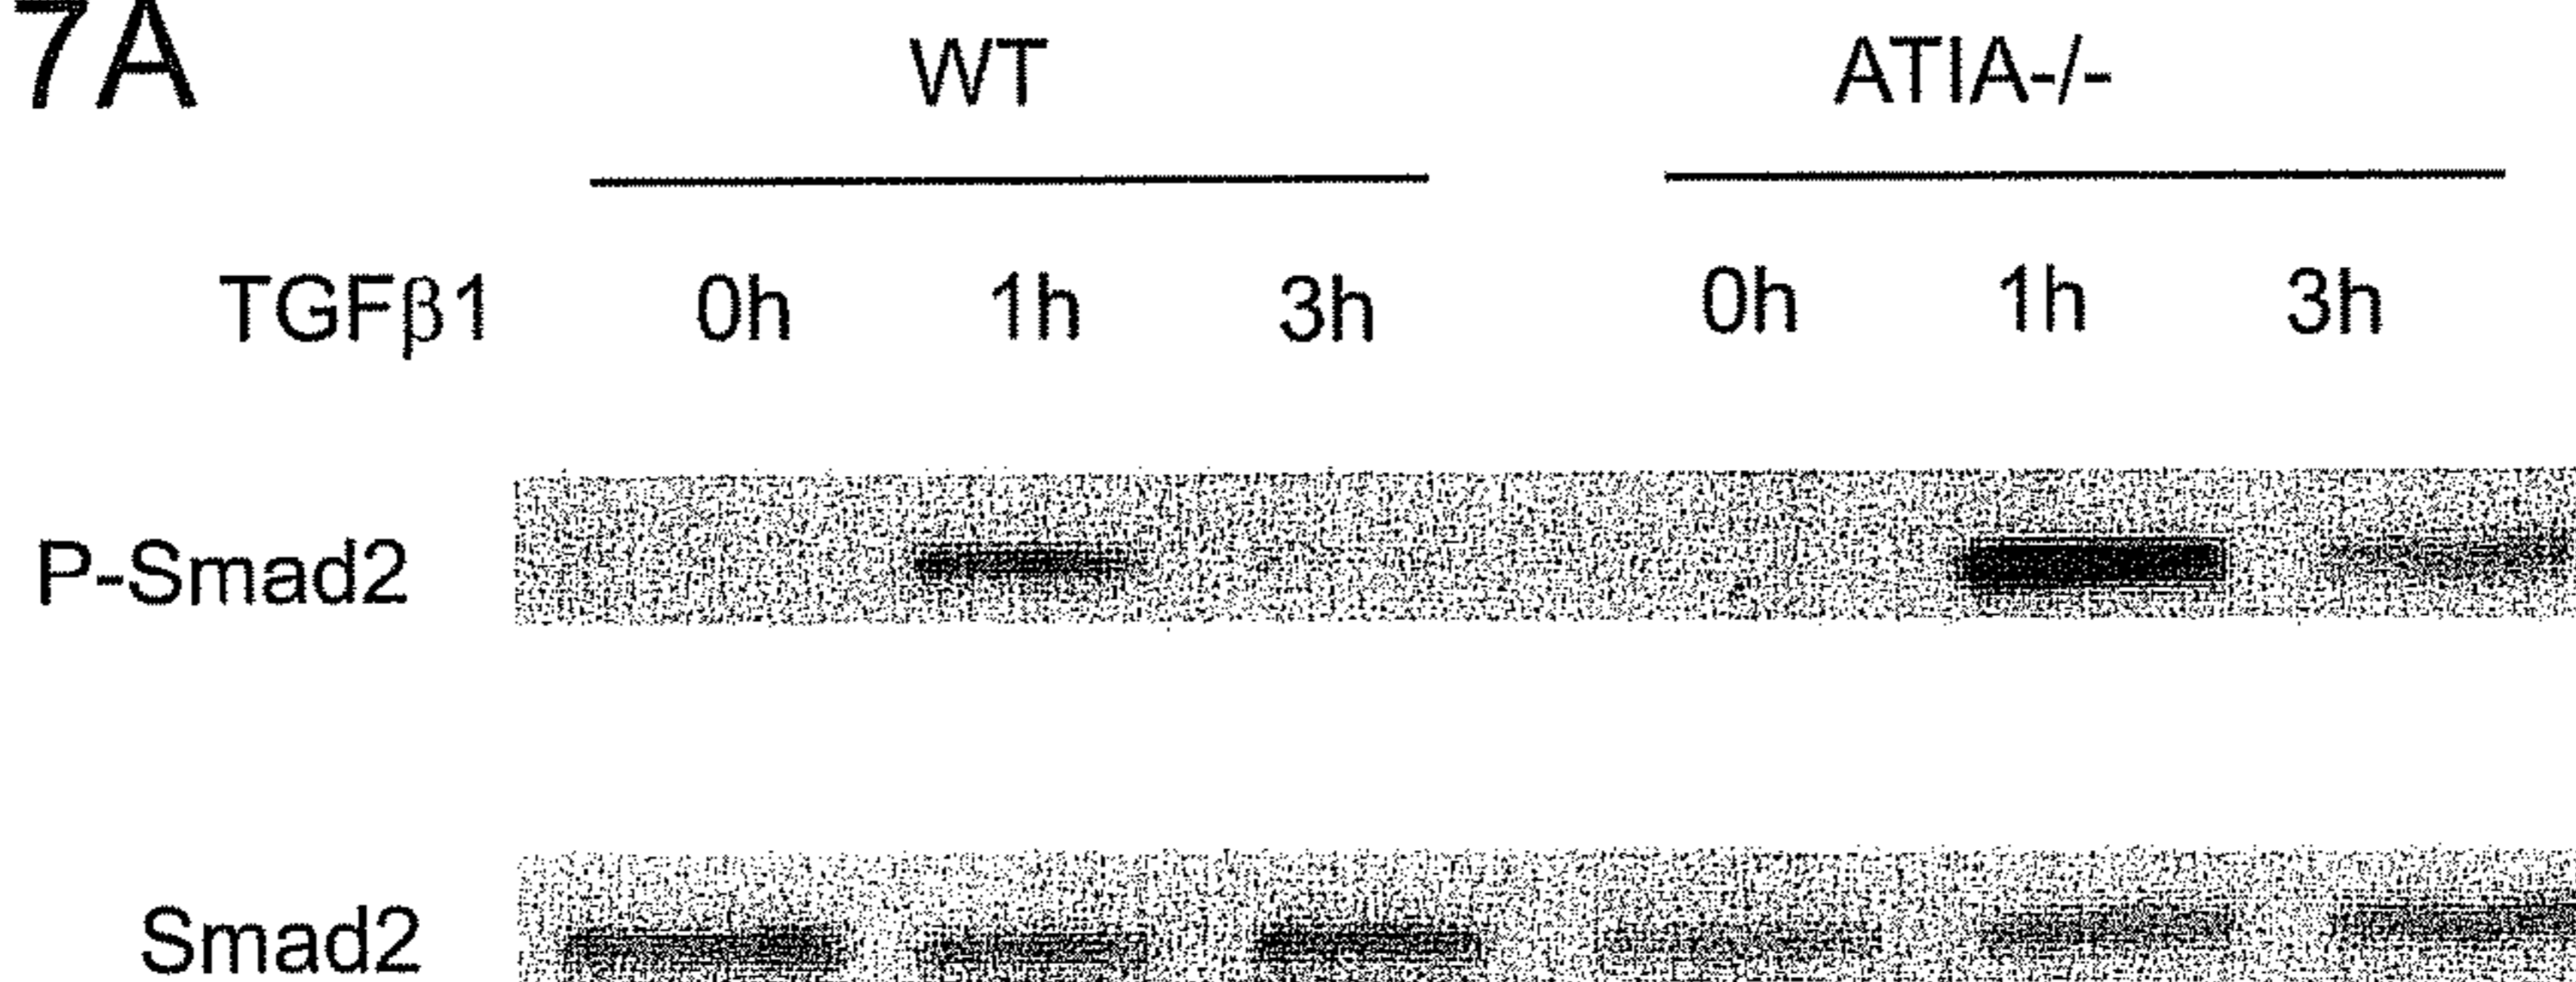 7A
WT ATIA-/-
TGFβ1 0h 1h 3h 0h 1h 3h
P-Smad2
Smad2